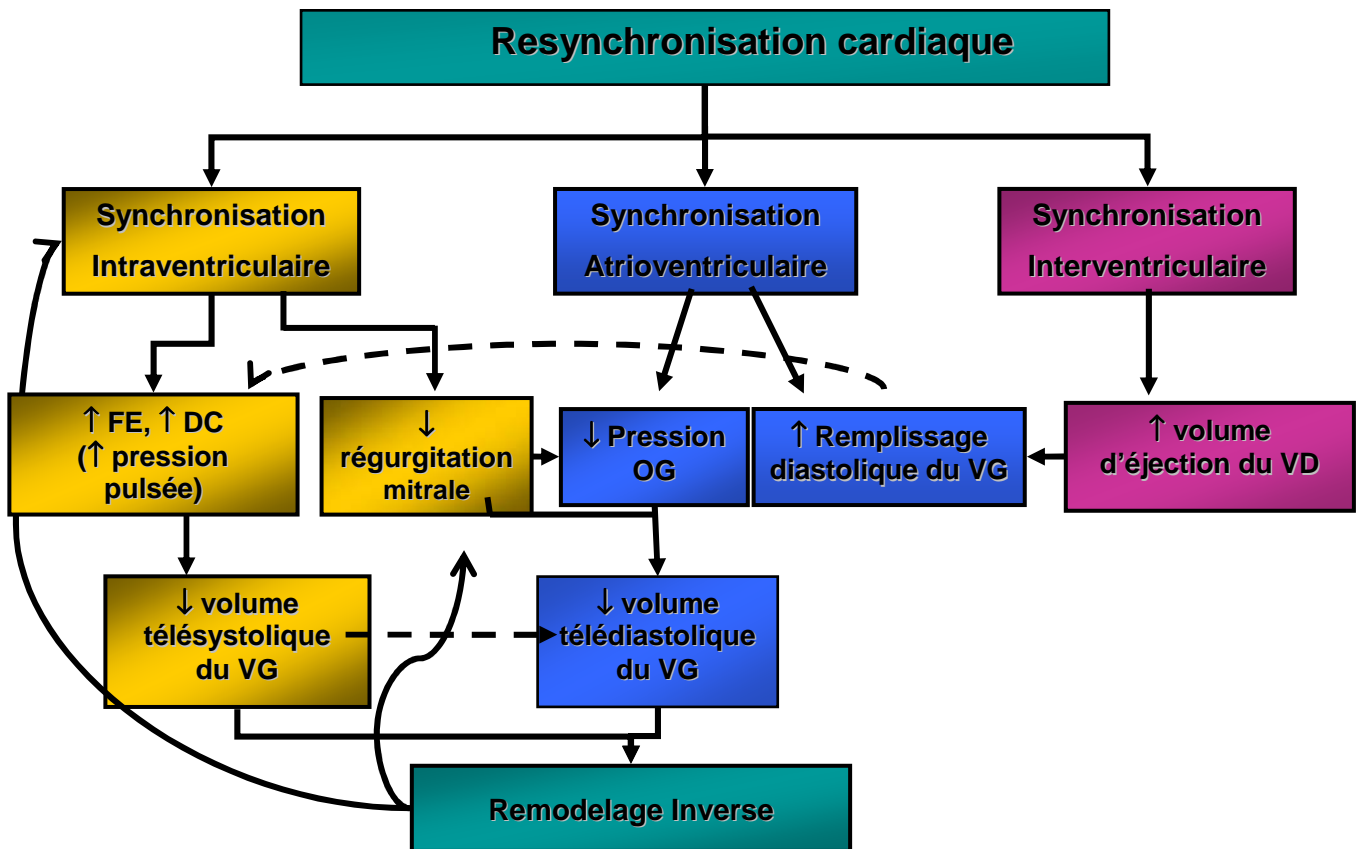 Resynchronisation cardiaque
Synchronisation
Intraventriculaire
Synchronisation
Atrioventriculaire
Synchronisation
Interventriculaire
↑ FE, ↑ DC
(↑ pression
pulsée)
↓
régurgitation
mitrale
↓ Pression
OG
↑ Remplissage
diastolique du VG
↑ volume
d’éjection du VD
↓ volume
télésystolique
du VG
↓ volume
télédiastolique
du VG
Remodelage Inverse